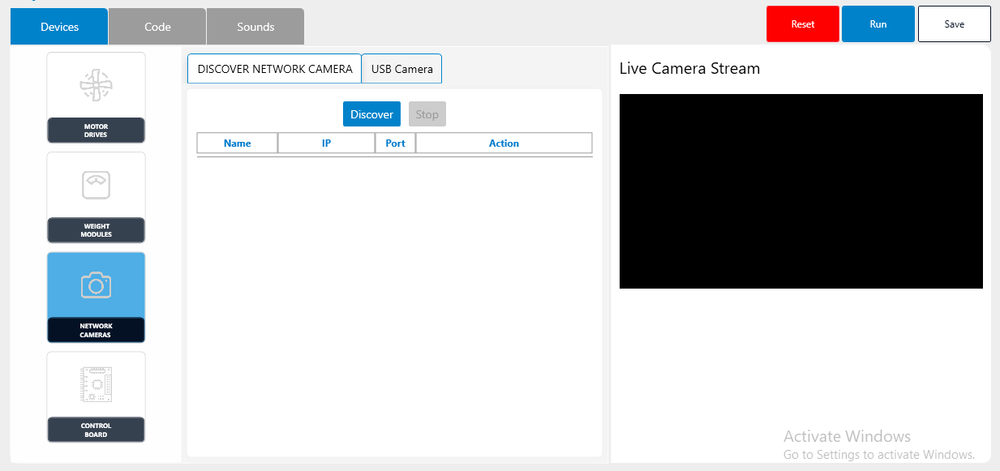 Devices
Code
Sounds
Reset
Run
Save
MOTOR
DRIVES
WEIGHT
MODULES
NETWORK
CAMERAS
CONTROL
BOARD
DISCOVER NETWORK CAMERA
USB Camera
Discover
Stop
Name
IP
Port
Action
Live Camera Stream
Activate Windows
Go to Settings to activate Windows.